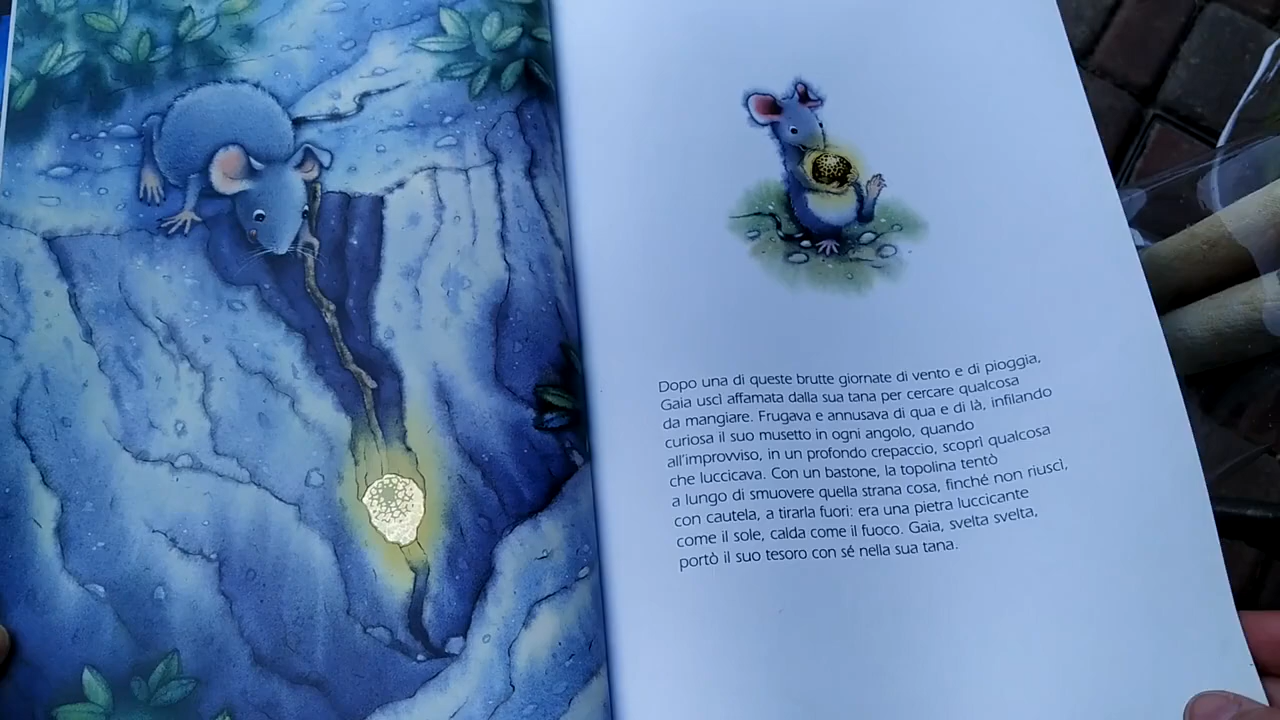 Dopo una di queste brutte giornate di vento e di pioggia,
Gaia uscì affamata dalla sua tana per cercare qualcosa
da mangiare. Frugava e annusava di qua e di là, infilando
curiosa il suo musetto in ogni angolo, quando
all'improvviso, in un profondo crepaccio, scoprì qualcosa
che luccicava. Con un bastone, la topolina tentò
a lungo di smuovere quella strana cosa, finché non riuscì,
con cautela, a tirarla fuori: era una pietra luccicante
come il sole, calda come il fuoco. Gaia, svelta svelta,
portò il suo tesoro con sé nella sua tana.